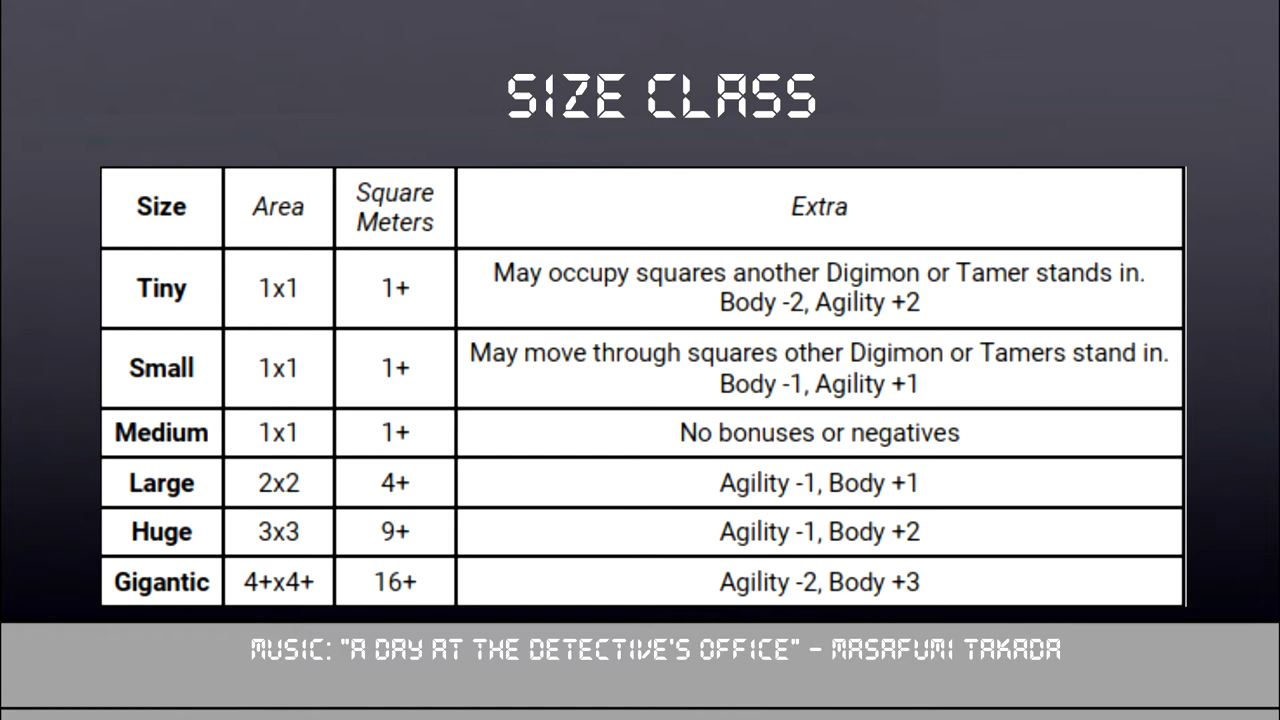 SIZE CLASS
Size Area Square Meters Extra
Tiny 1x1 1+ May occupy squares another Digimon or Tamer stands in.
Body -2, Agility +2
Small 1x1 1+ May move through squares other Digimon or Tamers stand in.
Body -1, Agility +1
Medium 1x1 1+ No bonuses or negatives
Large 2x2 4+ Agility -1, Body +1
Huge 3x3 9+ Agility -1, Body +2
Gigantic 4+x4+ 16+ Agility -2, Body +3
MUSIC: "A DAY AT THE DETECTIVE'S OFFICE" - MASAFUMI TAKADA